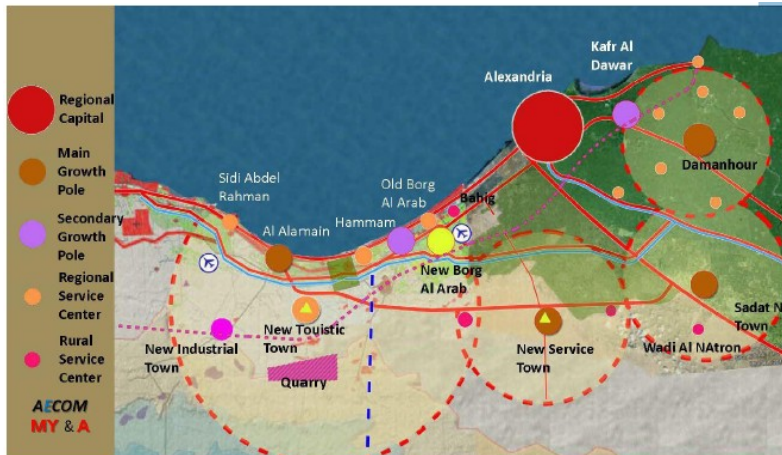 Regional
Capital
Main
Growth
Pole
Secondary
Growth
Pole
Regional
Service
Center
Rural
Service
Center
AECOM
MY & A
Kafr Al
Dawar
Alexandria
Damanhour
Sidi Abdel
Rahman
Old Borg
Al Arab
Bahig
Al Alamain
Hammam
New Borg
Al Arab
New Industrial
Town
New Touistic
Town
Quarry
New Service
Town
Sadat N
Town
Wadi Al NAtron